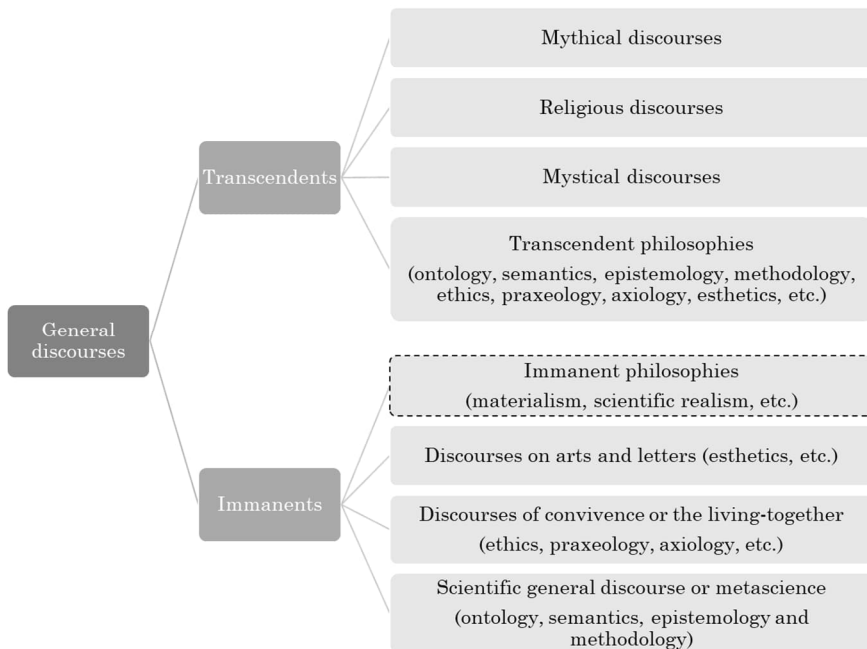 Mythical discourses
Religious discourses
Transcendents
Mystical discourses
Transcendent philosophies
(ontology, semantics, epistemology, methodology,
ethics, praxeology, axiology, esthetics, etc.)
General
discourses
Immanent philosophies
(materialism, scientific realism, etc.)
Discourses on arts and letters (esthetics, etc.)
Immanents
Discourses of convivence or the living-together
(ethics, praxeology, axiology, etc.)
Scientific general discourse or metascience
(ontology, semantics, epistemology and
methodology)